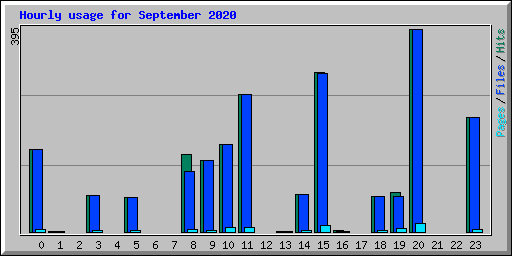 Hourly usage for September 2020
395
Pages/Files/Hits
0 1 2 3 4 5 6 7 8 9 10 11 12 13 14 15 16 17 18 19 20 21 22 23